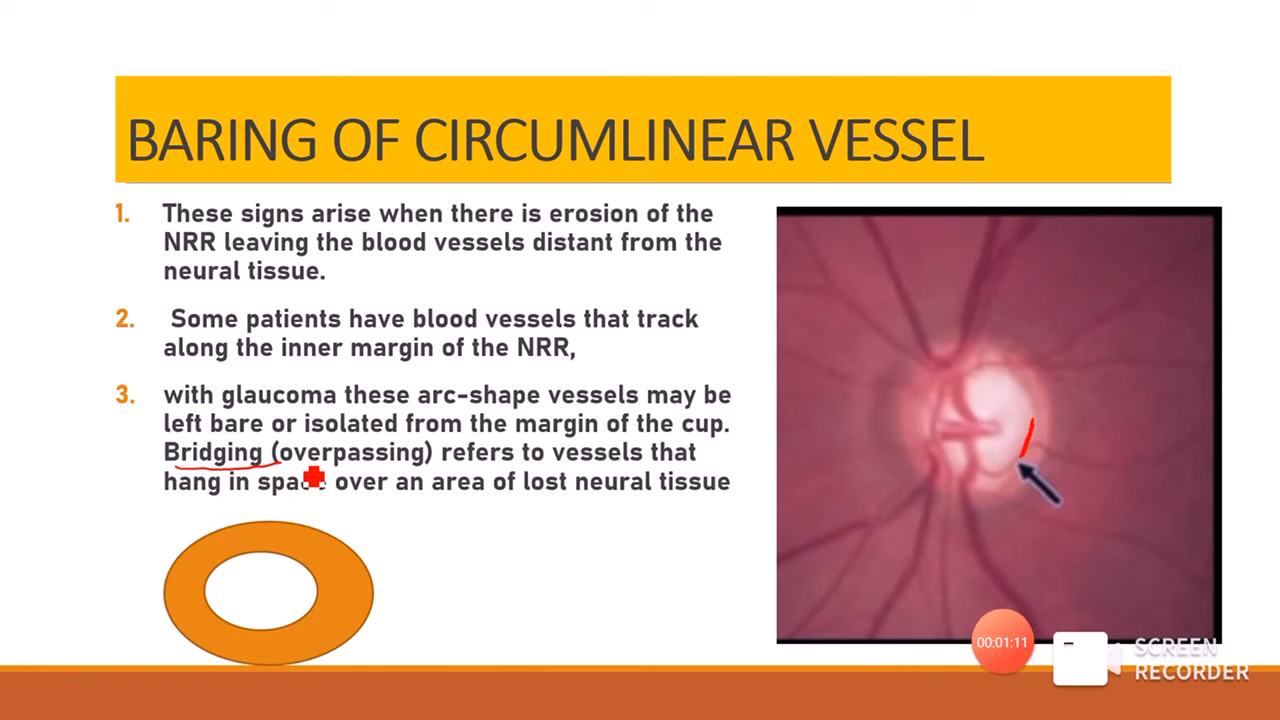 BARING OF CIRCUMLINEAR VESSEL
1. These signs arise when there is erosion of the
NRR leaving the blood vessels distant from the
neural tissue.
2. Some patients have blood vessels that track
along the inner margin of the NRR,
3. with glaucoma these arc-shape vessels may be
left bare or isolated from the margin of the cup.
Bridging (overpassing) refers to vessels that
hang in space over an area of lost neural tissue
00:01:11
SCREEN
RECORDER